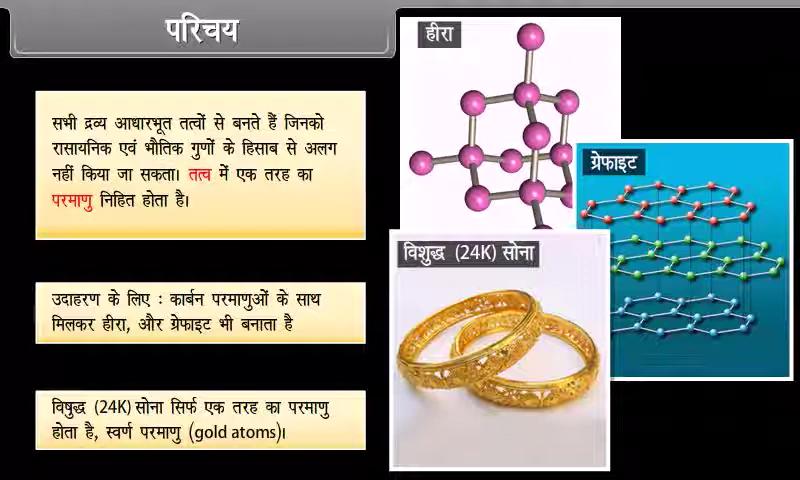 परिचय
सभी द्रव्य आधारभूत तत्वों से बनते हैं जिनको
रासायनिक एवं भौतिक गुणों के हिसाब से अलग
नहीं किया जा सकता। तत्व में एक तरह का
परमाणु निहित होता है।
उदाहरण के लिए : कार्बन परमाणुओं के साथ
मिलकर हीरा, और ग्रेफाइट भी बनाता है
विषुद्ध (24K) सोना सिर्फ एक तरह का परमाणु
होता है, स्वर्ण परमाणु (gold atoms)।
हीरा
ग्रेफाइट
विशुद्ध (24K) सोना